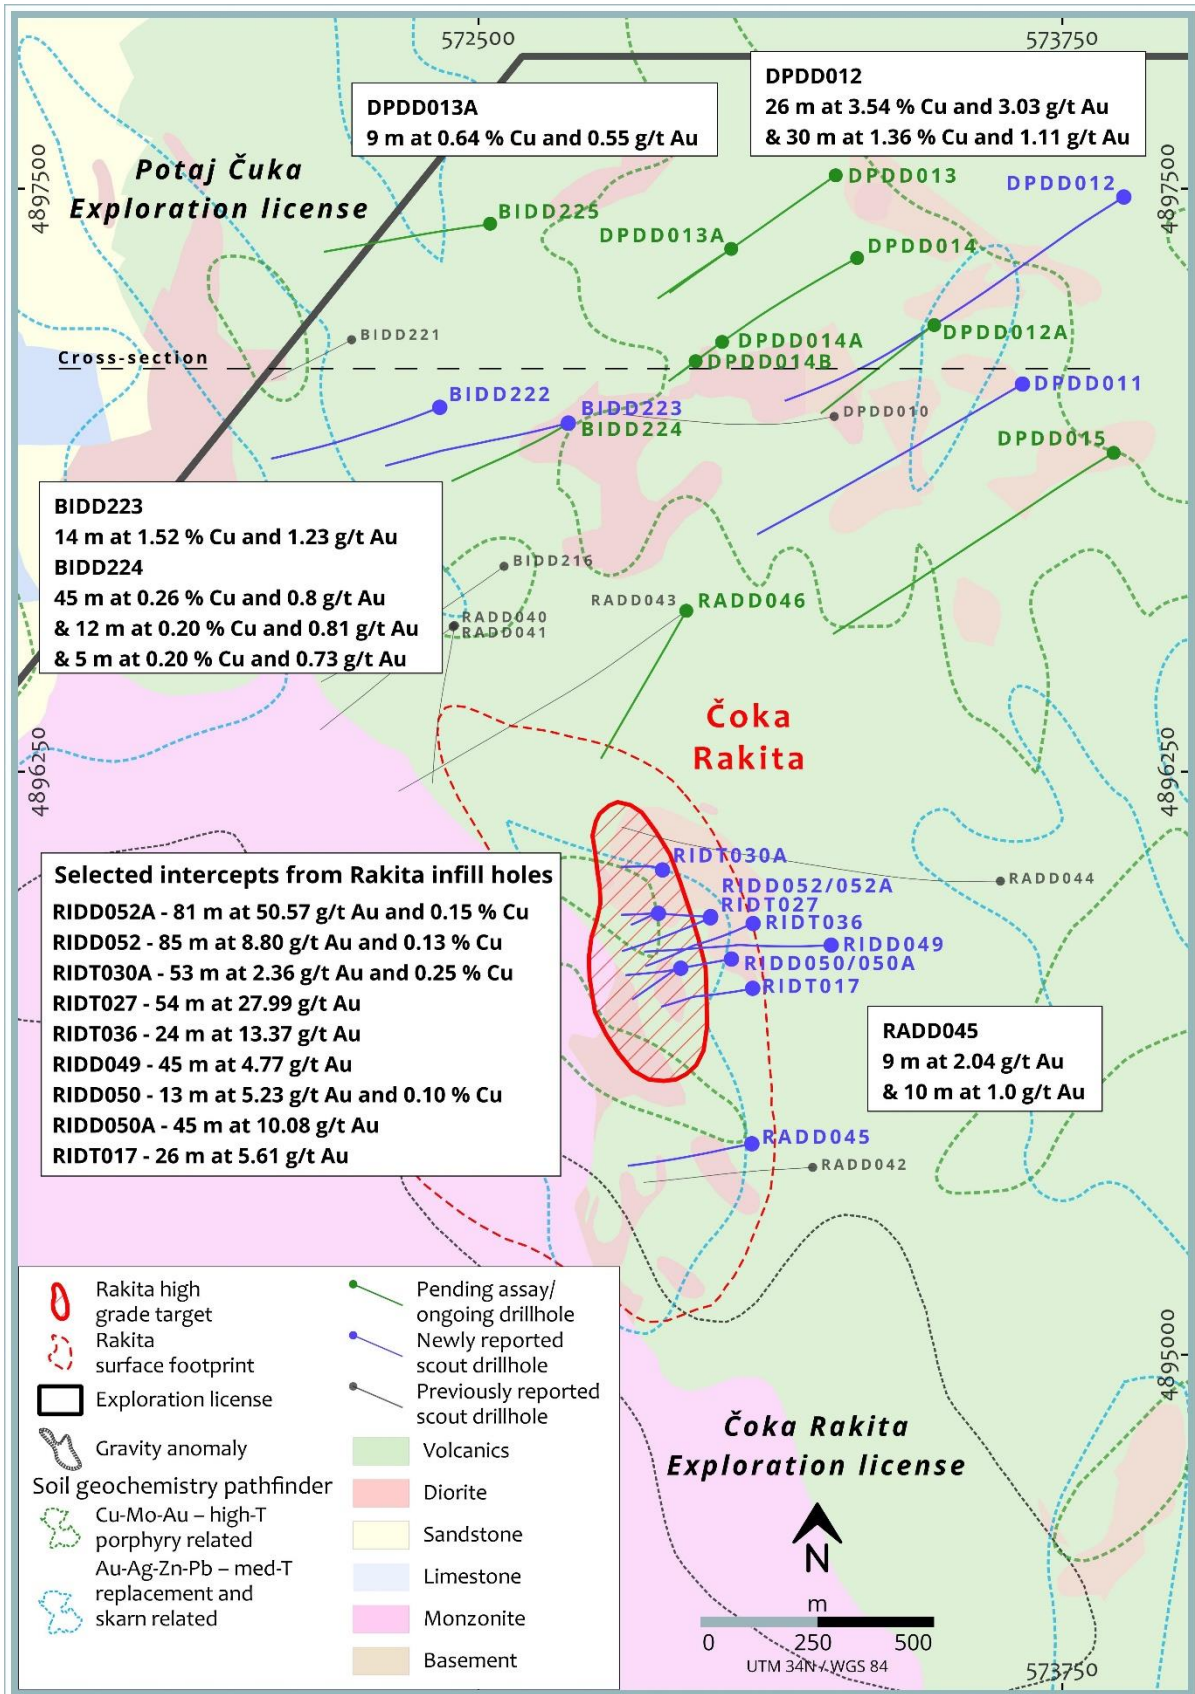 572500
573750
DPDD013A
9 m at 0.64 % Cu and 0.55 g/t Au
DPDD012
26 m at 3.54 % Cu and 3.03 g/t Au
& 30 m at 1.36 % Cu and 1.11 g/t Au
4897500
4897500
Potaj Čuka
Exploration license
BIDD225
DPDD013
DPDD012
DPDD013A
DPDD014
BIDD221
DPDD014A
DPDD012A
Cross-section
DPDD014B
BIDD222
DPDD011
BIDD223
BIDD224
DPDD010
DPDD015
BIDD223
14 m at 1.52 % Cu and 1.23 g/t Au
BIDD224
45 m at 0.26 % Cu and 0.8 g/t Au
& 12 m at 0.20 % Cu and 0.81 g/t Au
& 5 m at 0.20 % Cu and 0.73 g/t Au
BIDD216
RADD043
RADD046
RADD040
RADD041
Čoka
Rakita
4896250
4896250
Selected intercepts from Rakita infill holes
RIDD052A - 81 m at 50.57 g/t Au and 0.15 % Cu
RIDD052 - 85 m at 8.80 g/t Au and 0.13 % Cu
RIDT030A - 53 m at 2.36 g/t Au and 0.25 % Cu
RIDT027 - 54 m at 27.99 g/t Au
RIDT036 - 24 m at 13.37 g/t Au
RIDD049 - 45 m at 4.77 g/t Au
RIDD050 - 13 m at 5.23 g/t Au and 0.10 % Cu
RIDD050A - 45 m at 10.08 g/t Au
RIDT017 - 26 m at 5.61 g/t Au
RIDT030A
RADD044
RIDD052/052A
RIDT027
RIDT036
RIDD049
RIDD050/050A
RIDT017
RADD045
9 m at 2.04 g/t Au
& 10 m at 1.0 g/t Au
RADD045
RADD042
4895000
Rakita high
grade target
Rakita
surface footprint
Exploration license
Gravity anomaly
Soil geochemistry pathfinder
Cu-Mo-Au – high-T
porphyry related
Au-Ag-Zn-Pb – med-T
replacement and
skarn related
Pending assay/
ongoing drillhole
Newly reported
scout drillhole
Previously reported
scout drillhole
Volcanics
Diorite
Sandstone
Limestone
Monzonite
Basement
Čoka Rakita
Exploration license
N
m
0 250 500
UTM 34N / WGS 84
573750